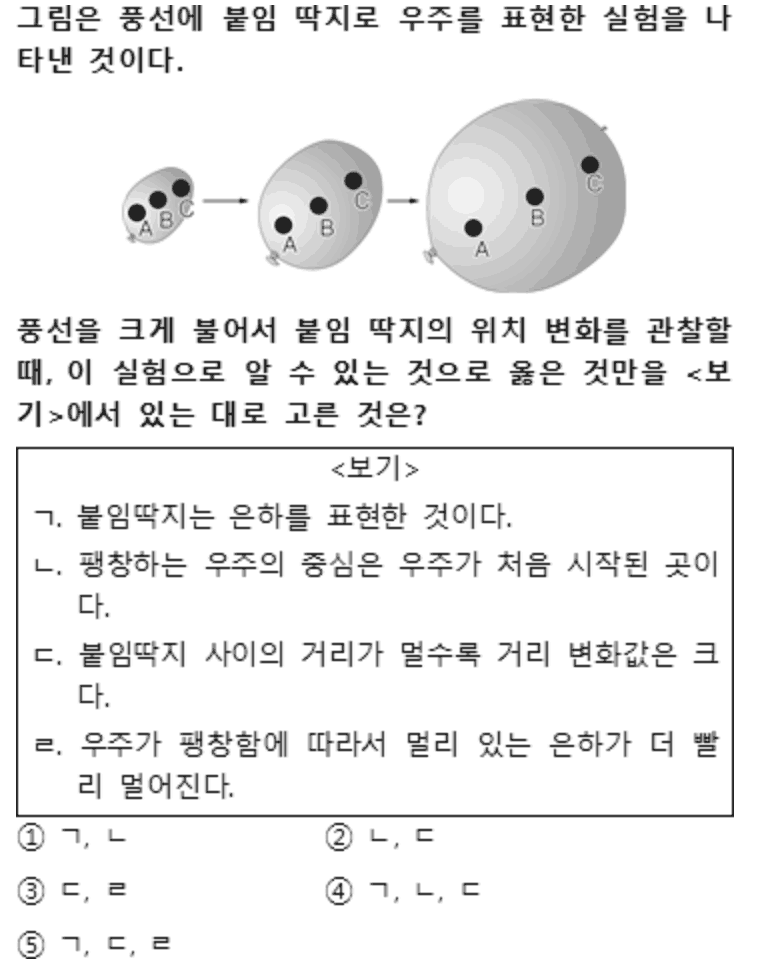 그림은 풍선에 붙임 딱지로 우주를 표현한 실험을 나
타낸 것이다.
A B C
A B C
A B C
풍선을 크게 불어서 붙임 딱지의 위치 변화를 관찰할
때, 이 실험으로 알 수 있는 것으로 옳은 것만을 <보
기>에서 있는 대로 고른 것은?
<보기>
ㄱ. 붙임딱지는 은하를 표현한 것이다.
ㄴ. 팽창하는 우주의 중심은 우주가 처음 시작된 곳이
다.
ㄷ. 붙임딱지 사이의 거리가 멀수록 거리 변화값은 크
다.
ㄹ. 우주가 팽창함에 따라서 멀리 있는 은하가 더 빨
리 멀어진다.
① ㄱ, ㄴ ② ㄴ, ㄷ
③ ㄷ, ㄹ ④ ㄱ, ㄴ, ㄷ
⑤ ㄱ, ㄷ, ㄹ